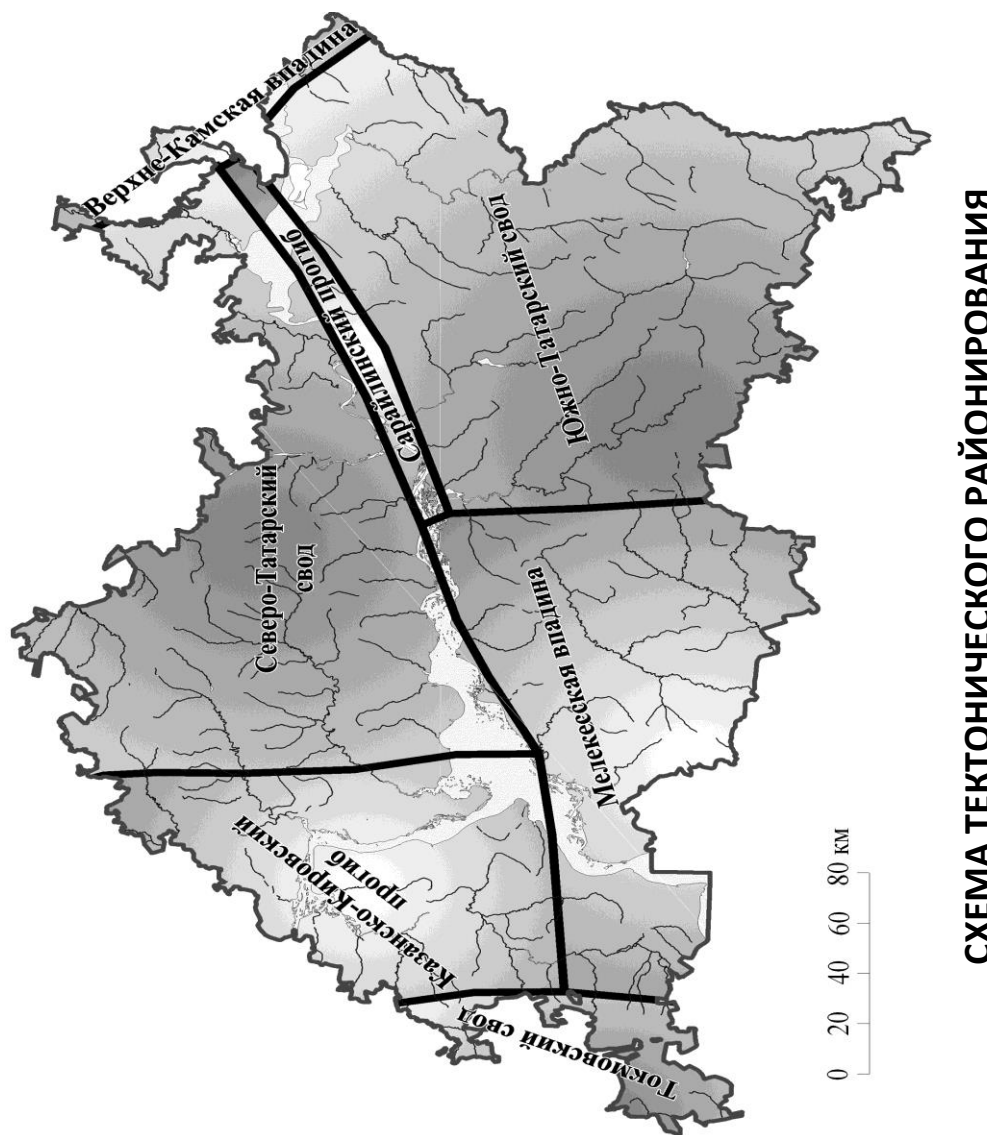 Верхне-Камская впадина
Сарайлинский прогиб
Северо-Татарский
свод
Южно-Татарский свод
Мелекесская впадина
Казанско-Кировский
прогиб
Токмовский свод
0 20 40 60 80 км
СХЕМА ТЕКТОНИЧЕСКОГО РАЙОНИРОВАНИЯ